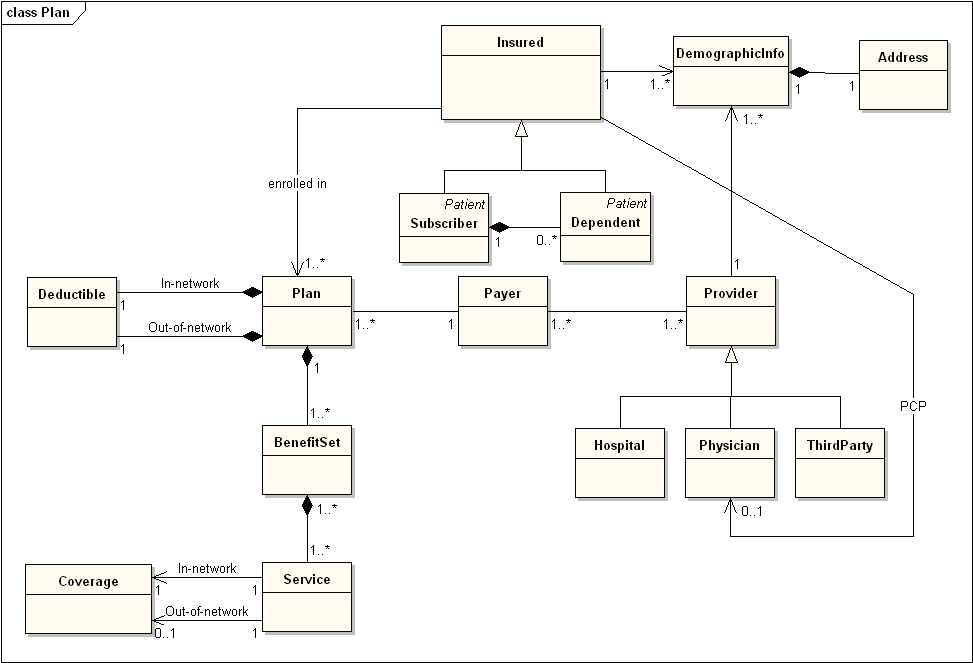 class Plan
Insured
DemographicInfo
Address
1
1..*
1
1
1..*
enrolled in
Patient
Subscriber
Patient
Dependent
1
0..*
1..*
1
Deductible
In-network
1
Out-of-network
1
Plan
Payer
Provider
1..*
1
1..*
1..*
1
1..*
PCP
BenefitSet
Hospital
Physician
ThirdParty
1..*
0..1
1..*
Coverage
In-network
1
1
Out-of-network
0..1
1
Service